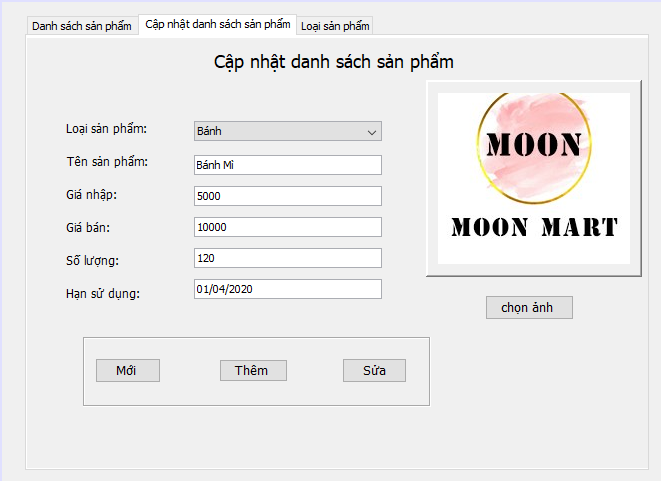 Danh sách sản phẩm Cập nhật danh sách sản phẩm Loại sản phẩm
Cập nhật danh sách sản phẩm
Loại sản phẩm: Bánh
Tên sản phẩm: Bánh Mì
Giá nhập: 5000
Giá bán: 10000
Số lượng: 120
Hạn sử dụng: 01/04/2020
MOON
MOON MART
chọn ảnh
Mới Thêm Sửa